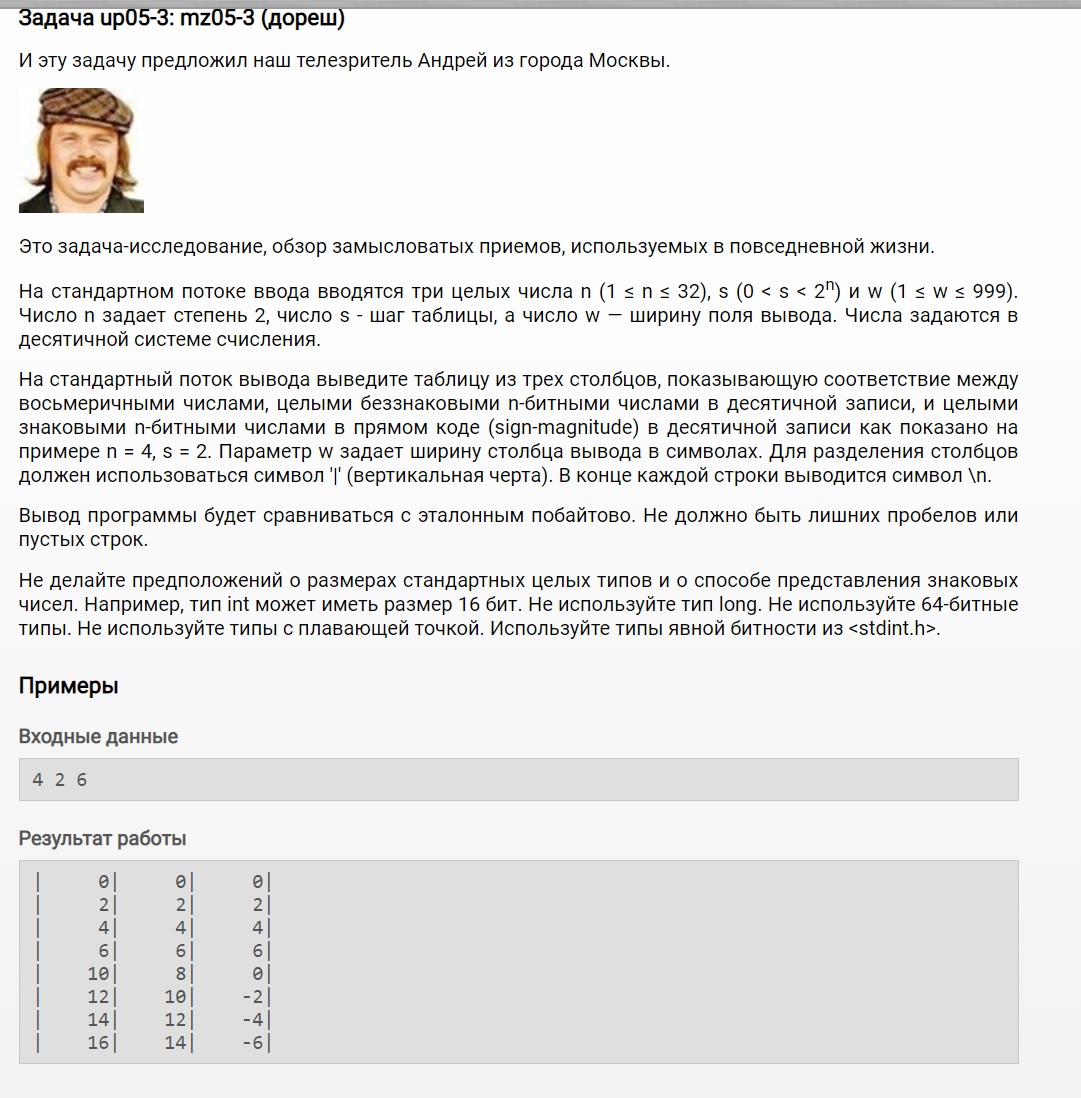 Задача up05-3: mz05-3 (дореш)
И эту задачу предложил наш телезритель Андрей из города Москвы.
Это задача-исследование, обзор замысловатых приемов, используемых в повседневной жизни.
На стандартном потоке ввода вводятся три целых числа n (1 ≤ n ≤ 32), s (0 < s < 2ⁿ) и w (1 ≤ w ≤ 999).
Число n задает степень 2, число s - шаг таблицы, а число w — ширину поля вывода. Числа задаются в
десятичной системе счисления.
На стандартный поток вывода выведите таблицу из трех столбцов, показывающую соответствие между
восьмеричными числами, целыми беззнаковыми n-битными числами в десятичной записи, и целыми
знаковыми n-битными числами в прямом коде (sign-magnitude) в десятичной записи как показано на
примере n = 4, s = 2. Параметр w задает ширину столбца вывода в символах. Для разделения столбцов
должен использоваться символ '|' (вертикальная черта). В конце каждой строки выводится символ \n.
Вывод программы будет сравниваться с эталонным побайтово. Не должно быть лишних пробелов или
пустых строк.
Не делайте предположений о размерах стандартных целых типов и о способе представления знаковых
чисел. Например, тип int может иметь размер 16 бит. Не используйте тип long. Не используйте 64-битные
типы. Не используйте типы с плавающей точкой. Используйте типы явной битности из <stdint.h>.
Примеры
Входные данные
4 2 6
Результат работы
|     0|     0|     0|
|     2|     2|     2|
|     4|     4|     4|
|     6|     6|     6|
|    10|     8|     0|
|    12|    10|    -2|
|    14|    12|    -4|
|    16|    14|    -6|